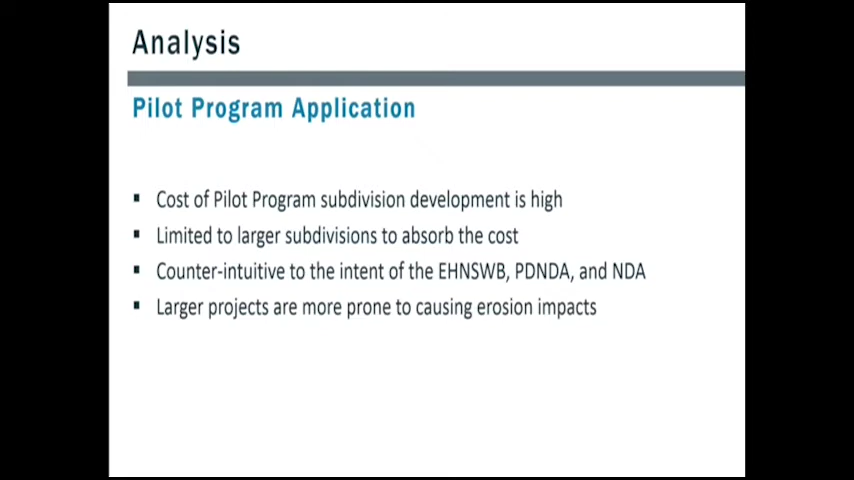 Analysis
Pilot Program Application
▪ Cost of Pilot Program subdivision development is high
▪ Limited to larger subdivisions to absorb the cost
▪ Counter-intuitive to the intent of the EHNSWB, PDNDA, and NDA
▪ Larger projects are more prone to causing erosion impacts